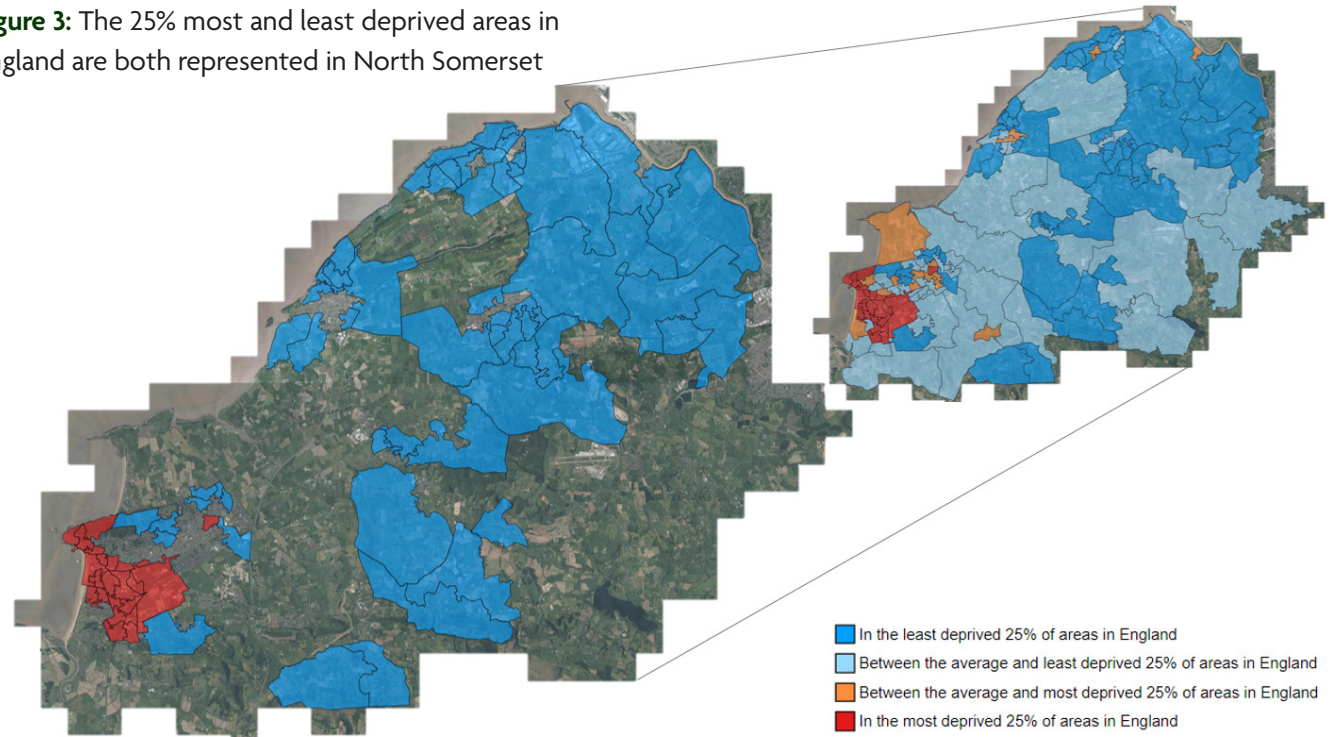 gure 3: The 25% most and least deprived areas in
ngland are both represented in North Somerset
In the least deprived 25% of areas in England
Between the average and least deprived 25% of areas in England
Between the average and most deprived 25% of areas in England
In the most deprived 25% of areas in England